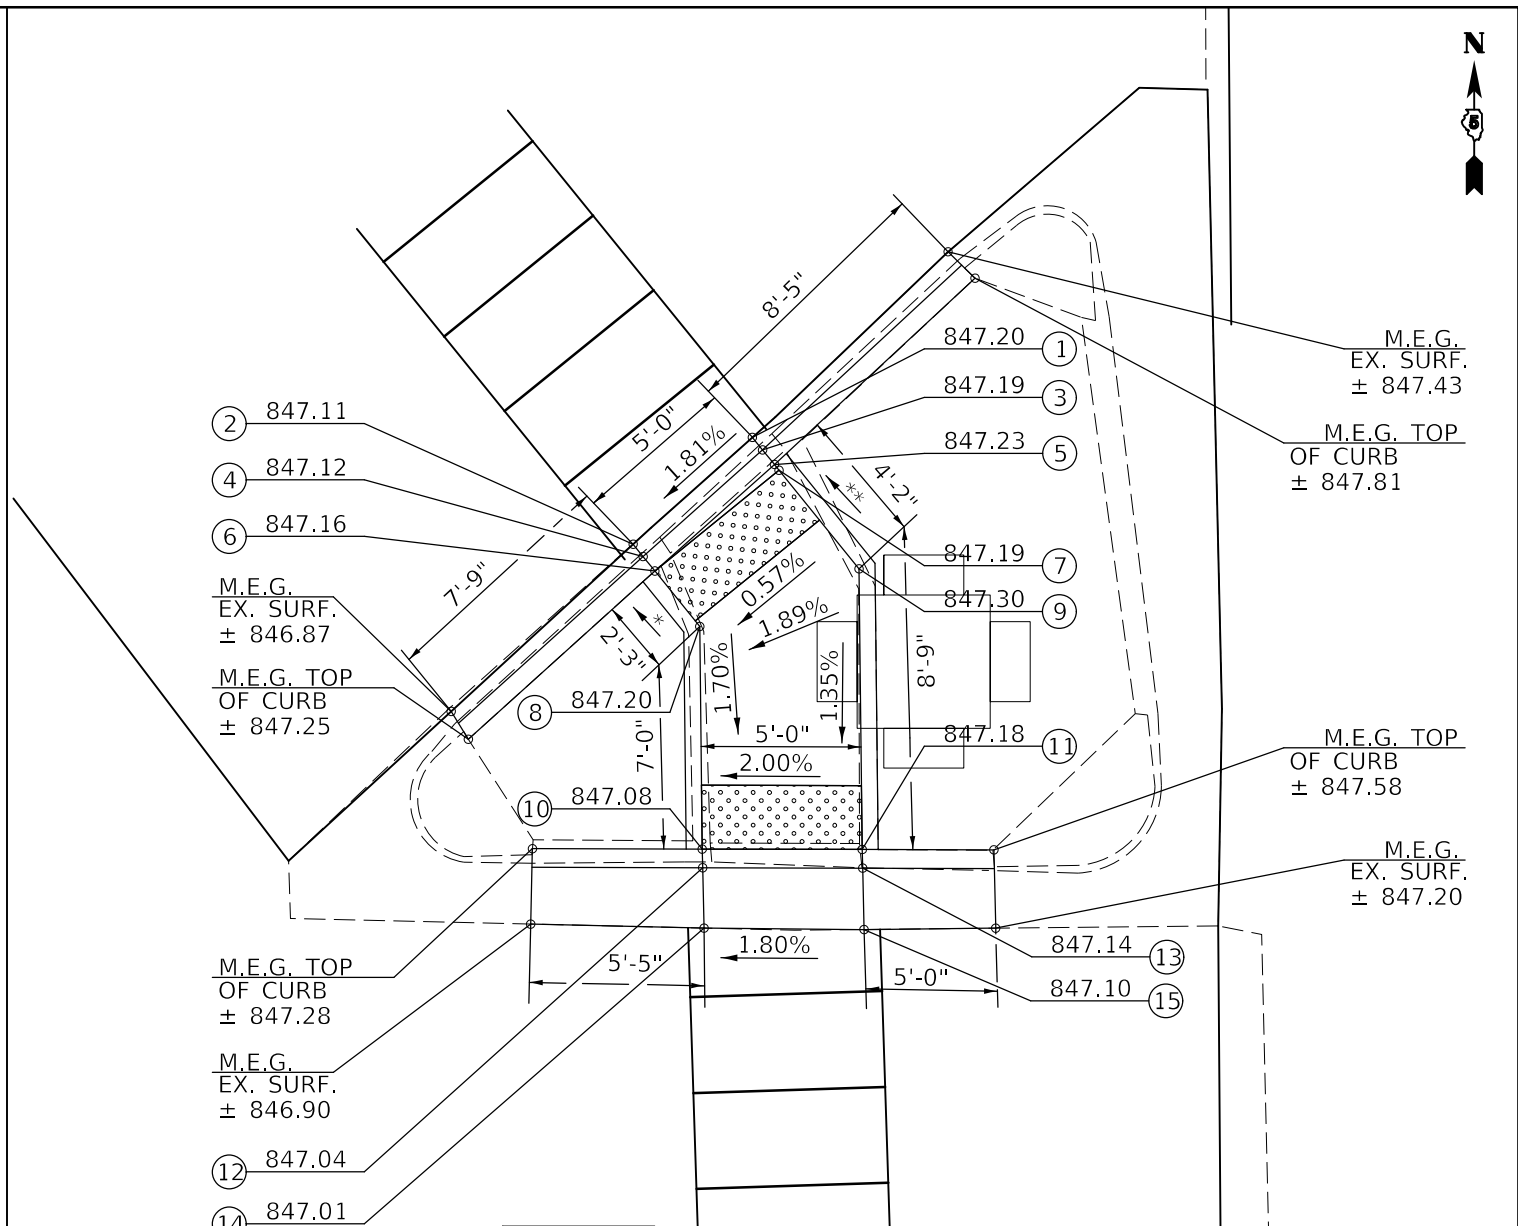 N
5
8'-5"
847.20 1
M.E.G.
EX. SURF.
± 847.43
847.19 3
2 847.11
5'-0"
1.81%
M.E.G. TOP
OF CURB
± 847.81
847.23 5
4 847.12
4'-2"
**
6 847.16
7'-9"
0.57%
847.19 7
M.E.G.
EX. SURF.
± 846.87
1.89%
847.30 9
*
2'-3"
1.70%
1.35%
8'-9"
M.E.G. TOP
OF CURB
± 847.25
8 847.20
7'-0"
5'-0"
847.18 11
M.E.G. TOP
OF CURB
± 847.58
2.00%
10 847.08
M.E.G.
EX. SURF.
± 847.20
1.80%
847.14 13
5'-5"
5'-0"
847.10 15
M.E.G. TOP
OF CURB
± 847.28
M.E.G.
EX. SURF.
± 846.90
12 847.04
14 847.01